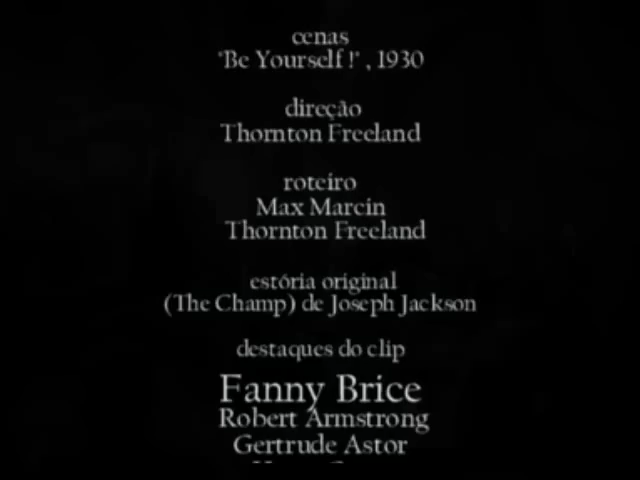 cenas
"Be Yourself !" , 1930
direção
Thornton Freeland
roteiro
Max Marcin
Thornton Freeland
estória original
(The Champ) de Joseph Jackson
destaques do clip
Fanny Brice
Robert Armstrong
Gertrude Astor